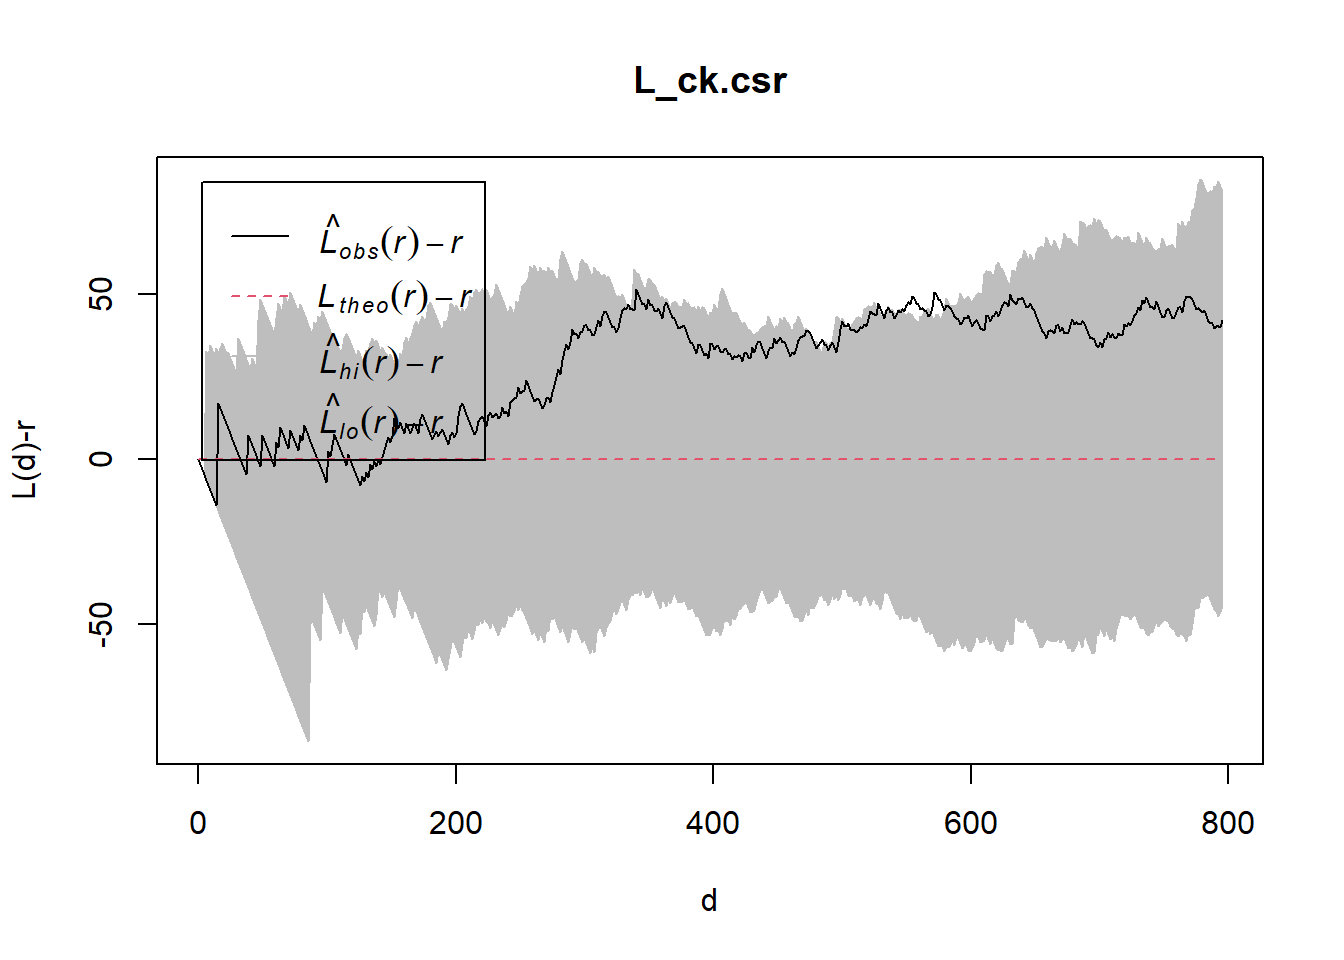 L_ck.csr
L̂obs(r) – r
Ltheo(r) – r
L̂hi(r) – r
L̂lo(r) – r
L(d)-r
50
0
-50
0 200 400 600 800
d